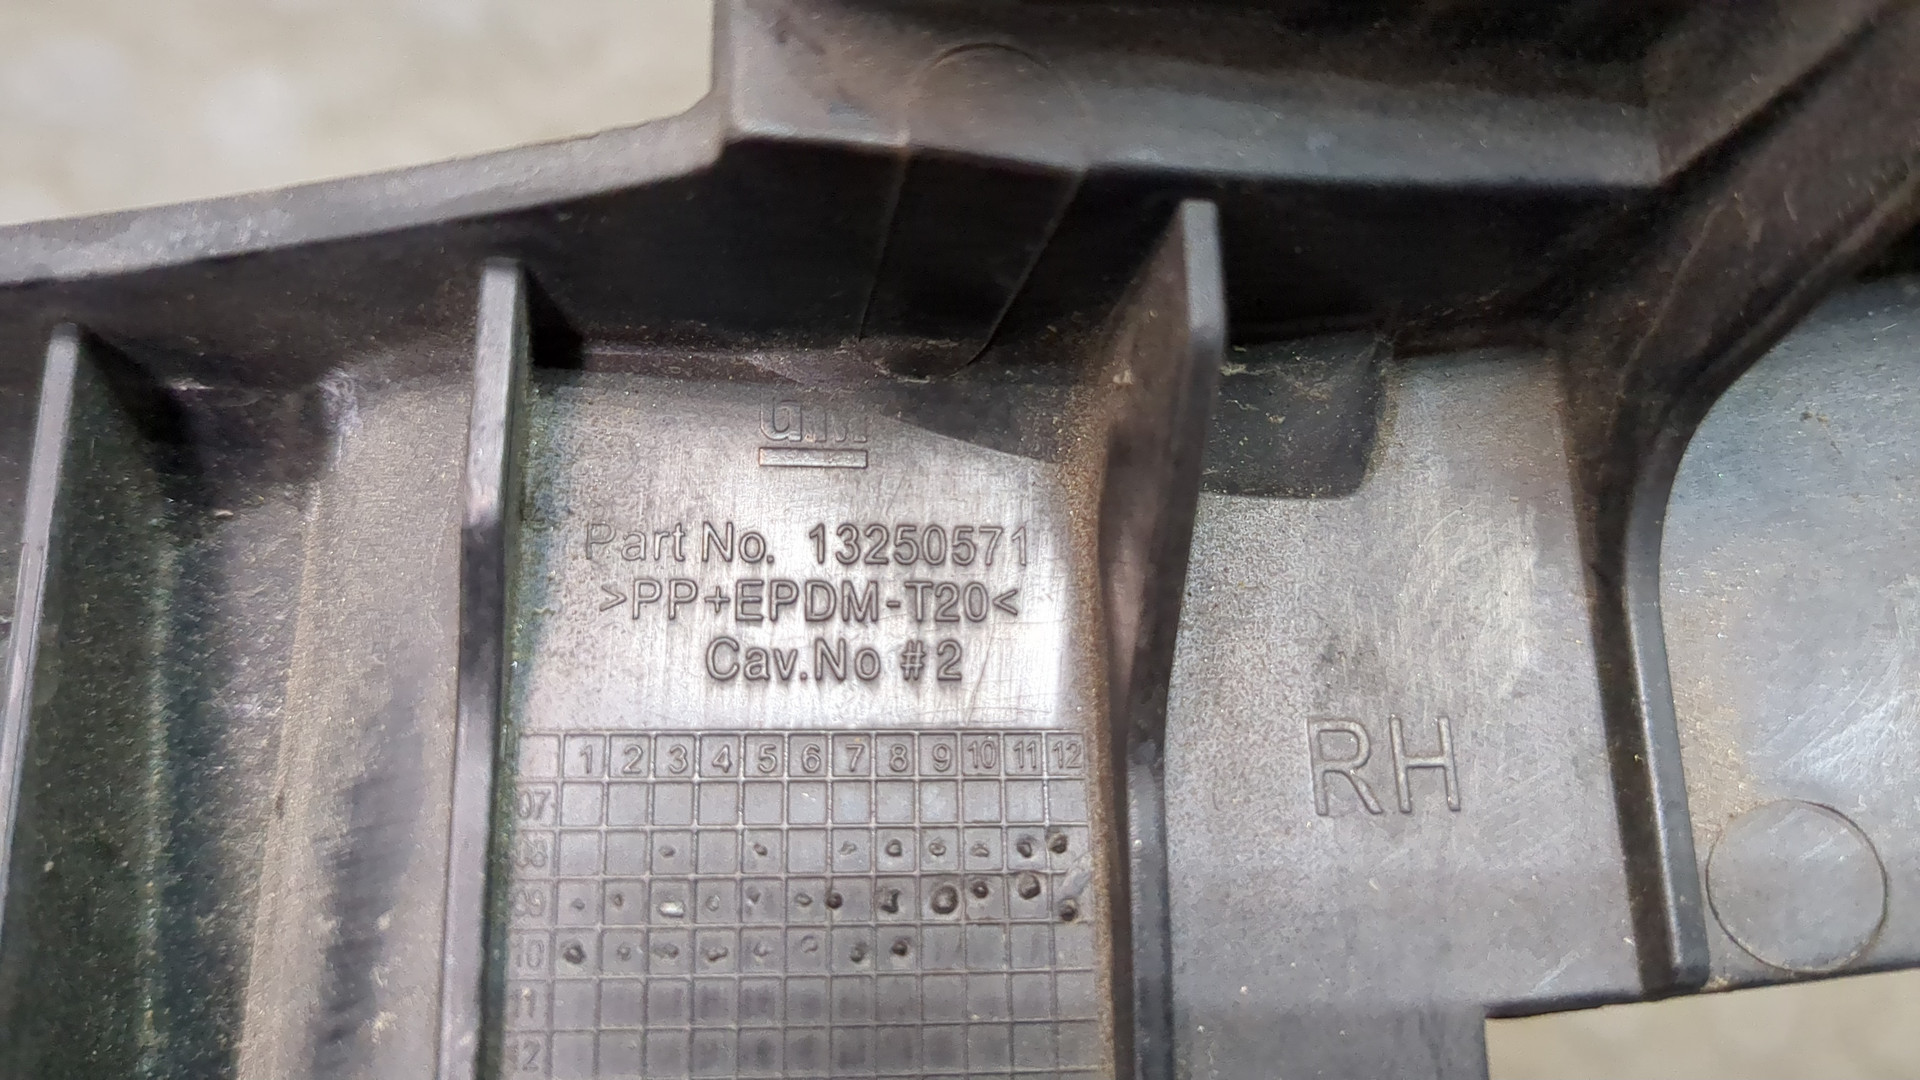 GM
Part No. 13250571
>PP+EPDM-T20<
Cav.No #2
RH
1 2 3 4 5 6 7 8 9 10 11 12
07
08
09
10
11
12